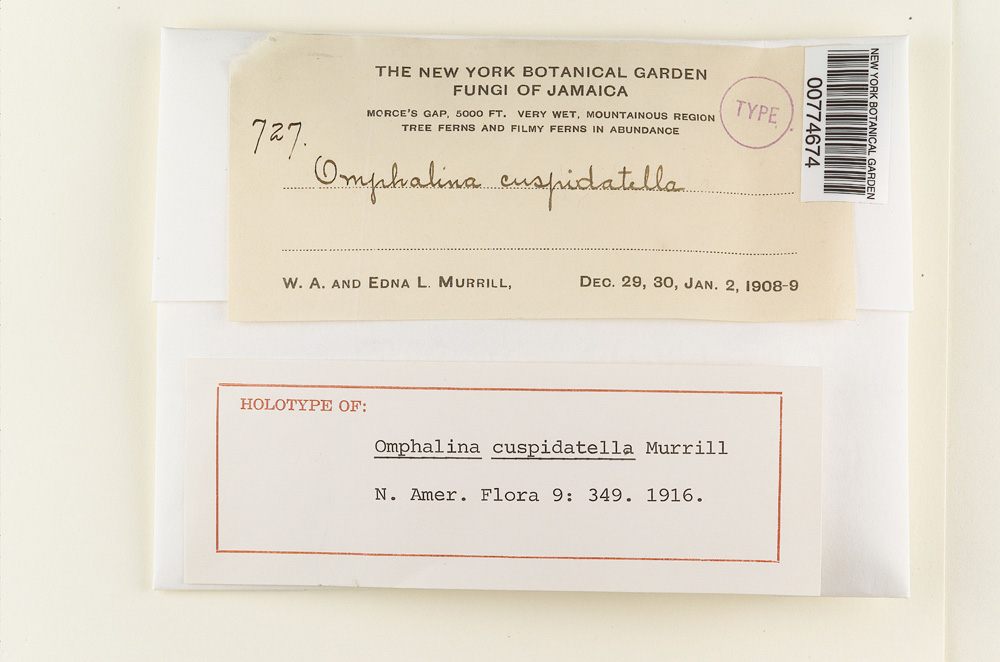 THE NEW YORK BOTANICAL GARDEN
FUNGI OF JAMAICA
MORCE'S GAP, 5000 FT. VERY WET, MOUNTAINOUS REGION
TREE FERNS AND FILMY FERNS IN ABUNDANCE
TYPE
NEW YORK BOTANICAL GARDEN
00774674
727.
Omphalina cuspidatella
W. A. AND EDNA L. MURRILL,
DEC. 29, 30, JAN. 2, 1908-9
HOLOTYPE OF:
Omphalina cuspidatella Murrill
N. Amer. Flora 9: 349. 1916.